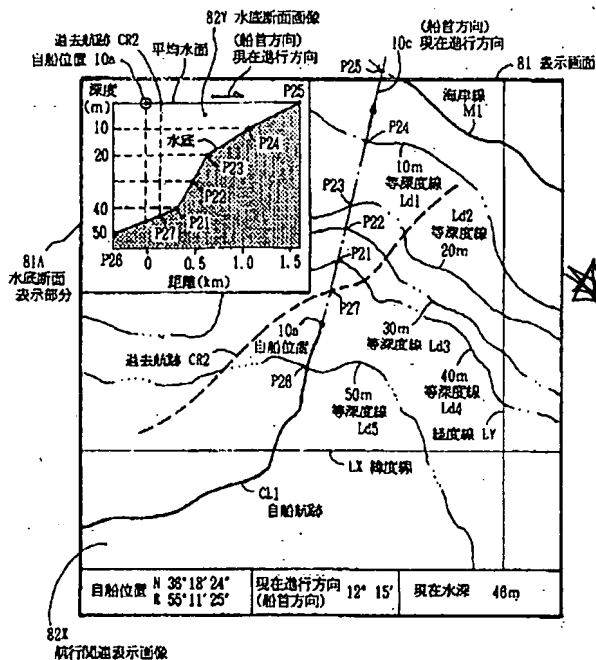 82Y 水底断面画像
過去航跡 CR2
自船位置 10a
平均水面
(船首方向)
現在進行方向
P25
深度
(m)
10
20
40
50
水底
P24
P23
P22
P21
P27
P26
0
0.5
1.0
1.5
距離(km)
81A
水底断面
表示部分
(船首方向)
10c 現在進行方向
P25
81 表示画面
海岸線
M1
P24
10m
等深度線
Ld1
P23
P22
Ld2
等深度線
20m
P21
P27
10a
自船位置
30m
等深度線 Ld3
過去航跡 CR2
P26
50m
等深度線
Ld5
40m
等深度線
Ld4
経度線 LY
LX 緯度線
CL1
自船航跡
自船位置 N 36°18'24"
E 55°11'25"
現在進行方向
(船首方向) 12° 15'
現在水深 46m
82X
航行関連表示画像